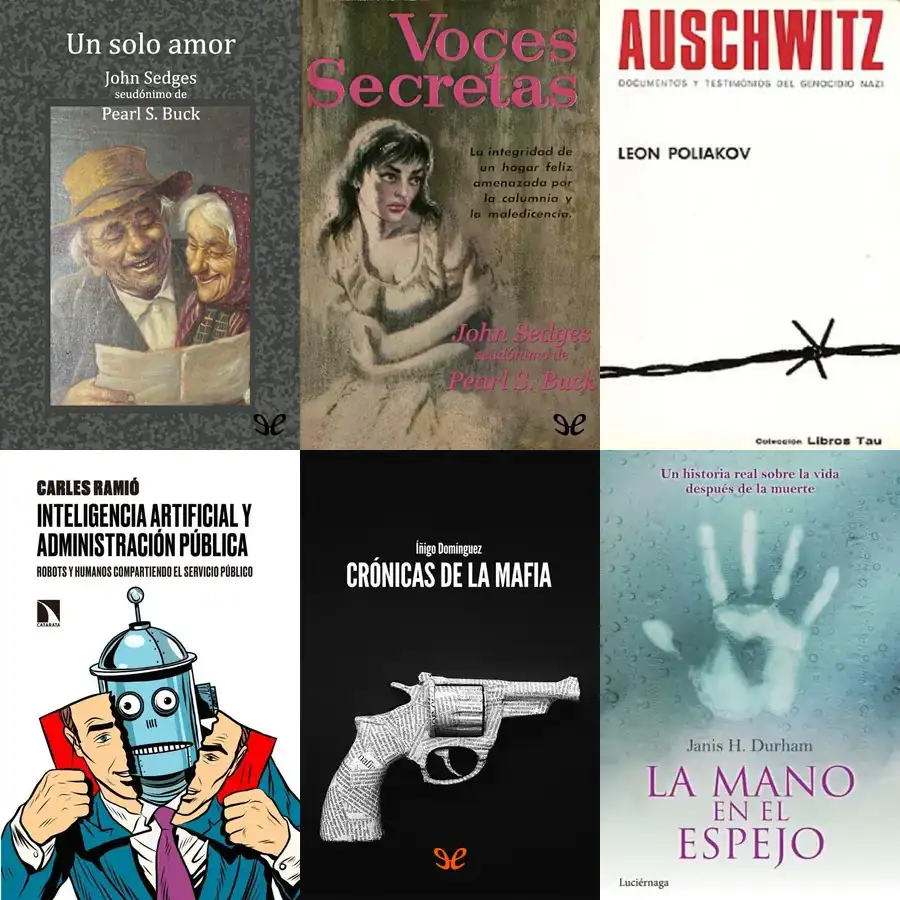 Un solo amor
John Sedges
seudónimo de
Pearl S. Buck
Voces
Secretas
La integridad de
un hogar feliz
amenazada por
la calumnia y
la maledicencia.
John Sedges
seudónimo de
Pearl S. Buck
AUSCHWITZ
DOCUMENTOS Y TESTIMONIOS DEL GENOCIDIO NAZI
LEON POLIAKOV
Colección Libros Tau
CARLES RAMIÓ
INTELIGENCIA ARTIFICIAL Y
ADMINISTRACIÓN PÚBLICA
ROBOTS Y HUMANOS COMPARTIENDO EL SERVICIO PÚBLICO
CATARATA
Íñigo Domínguez
CRÓNICAS DE LA MAFIA
Un historia real sobre la vida
después de la muerte
Janis H. Durham
LA MANO
EN EL
ESPEJO
Luciérnaga